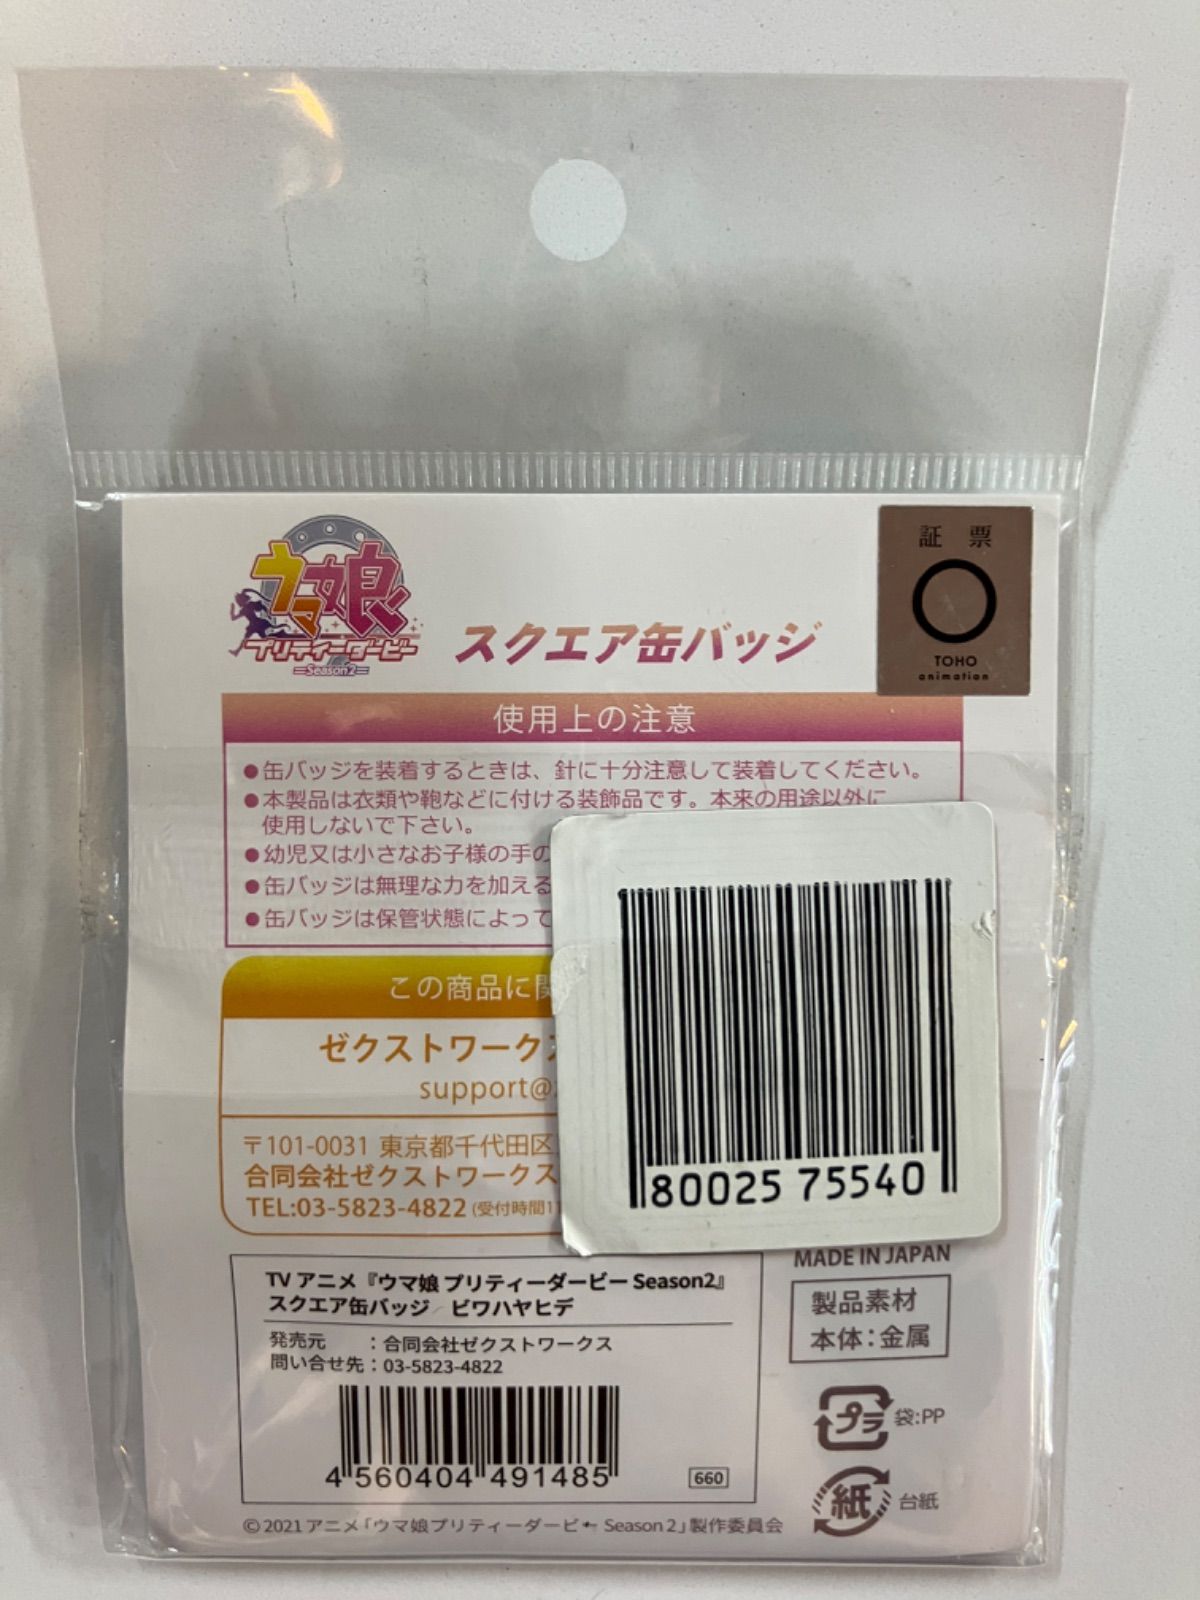 ウマ娘
プリティーダービー
Season2
スクエア缶バッジ
証 票
TOHO
animation
使用上の注意
●缶バッジを装着するときは、針に十分注意して装着してください。
●本製品は衣類や鞄などに付ける装飾品です。本来の用途以外に
使用しないで下さい。
●幼児又は小さなお子様の手の
●缶バッジは無理な力を加える
●缶バッジは保管状態によって
この商品に関
ゼクストワークス
support@
〒101-0031 東京都千代田区
合同会社ゼクストワークス
TEL:03-5823-4822 (受付時間11
80025 75540
MADE IN JAPAN
製品素材
本体：金属
プラ 袋:PP
紙 台紙
TV アニメ『ウマ娘 プリティーダービー Season2』
スクエア缶バッジ／ビワハヤヒデ
発売元 ：合同会社ゼクストワークス
問い合せ先：03-5823-4822
4 560404 491485
660
©2021 アニメ「ウマ娘プリティーダービー Season 2」製作委員会